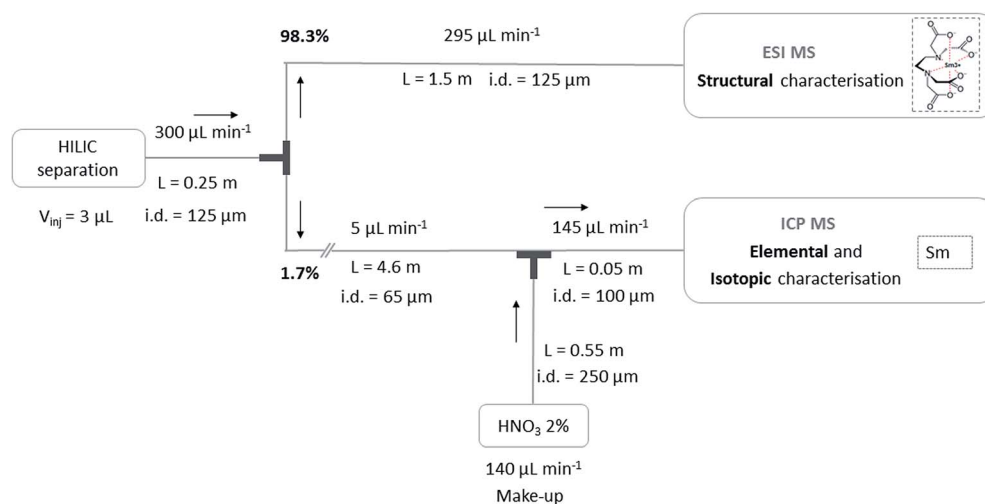 98.3%
295 µL min⁻¹
L = 1.5 m i.d. = 125 µm
ESI MS
Structural characterisation
O⁻
O
O
O⁻
N
Sm3+
N
O⁻
O
O⁻
O
HILIC
separation
300 µL min⁻¹
L = 0.25 m
i.d. = 125 µm
Vinj = 3 µL
1.7%
5 µL min⁻¹
L = 4.6 m
i.d. = 65 µm
145 µL min⁻¹
L = 0.05 m
i.d. = 100 µm
ICP MS
Elemental and
Isotopic characterisation
Sm
L = 0.55 m
i.d. = 250 µm
HNO₃ 2%
140 µL min⁻¹
Make-up